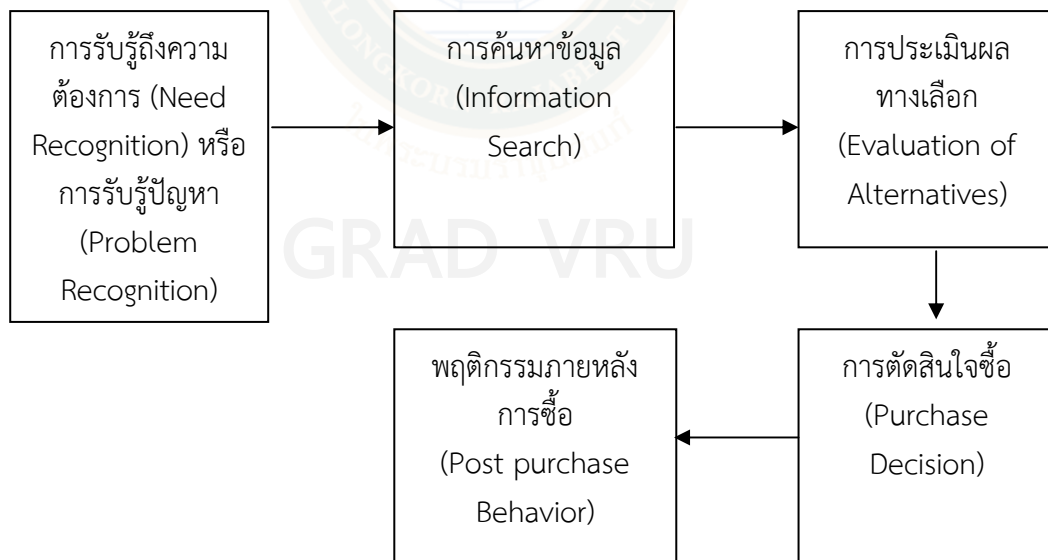 การรับรู้ถึงความ
ต้องการ (Need
Recognition) หรือ
การรับรู้ปัญหา
(Problem
Recognition)
การค้นหาข้อมูล
(Information
Search)
การประเมินผล
ทางเลือก
(Evaluation of
Alternatives)
GRAD VRU
พฤติกรรมภายหลัง
การซื้อ
(Post purchase
Behavior)
การตัดสินใจซื้อ
(Purchase
Decision)